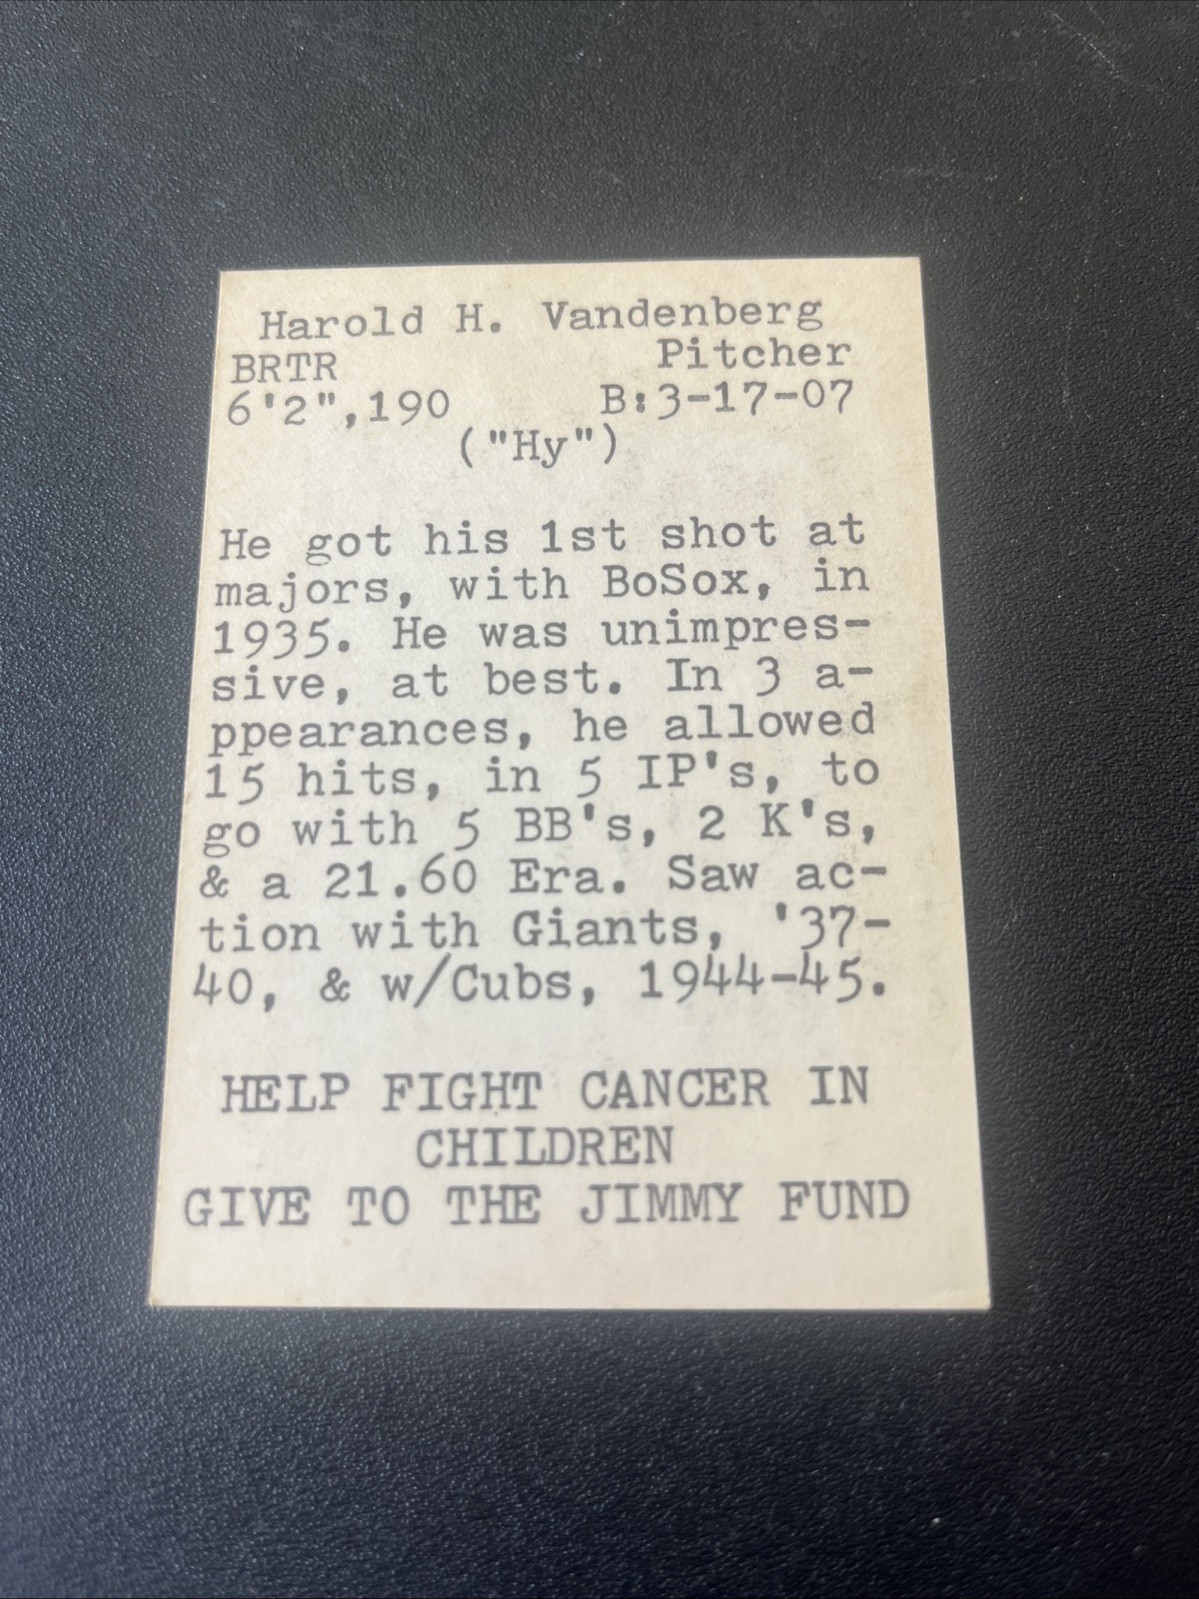 Harold H. Vandenberg
BRTR Pitcher
6'2",190 B:3-17-07
("Hy")
He got his 1st shot at
majors, with BoSox, in
1935. He was unimpres-
sive, at best. In 3 a-
ppearances, he allowed
15 hits, in 5 IP's, to
go with 5 BB's, 2 K's,
& a 21.60 Era. Saw ac-
tion with Giants, '37-
40, & w/Cubs, 1944-45.
HELP FIGHT CANCER IN
CHILDREN
GIVE TO THE JIMMY FUND